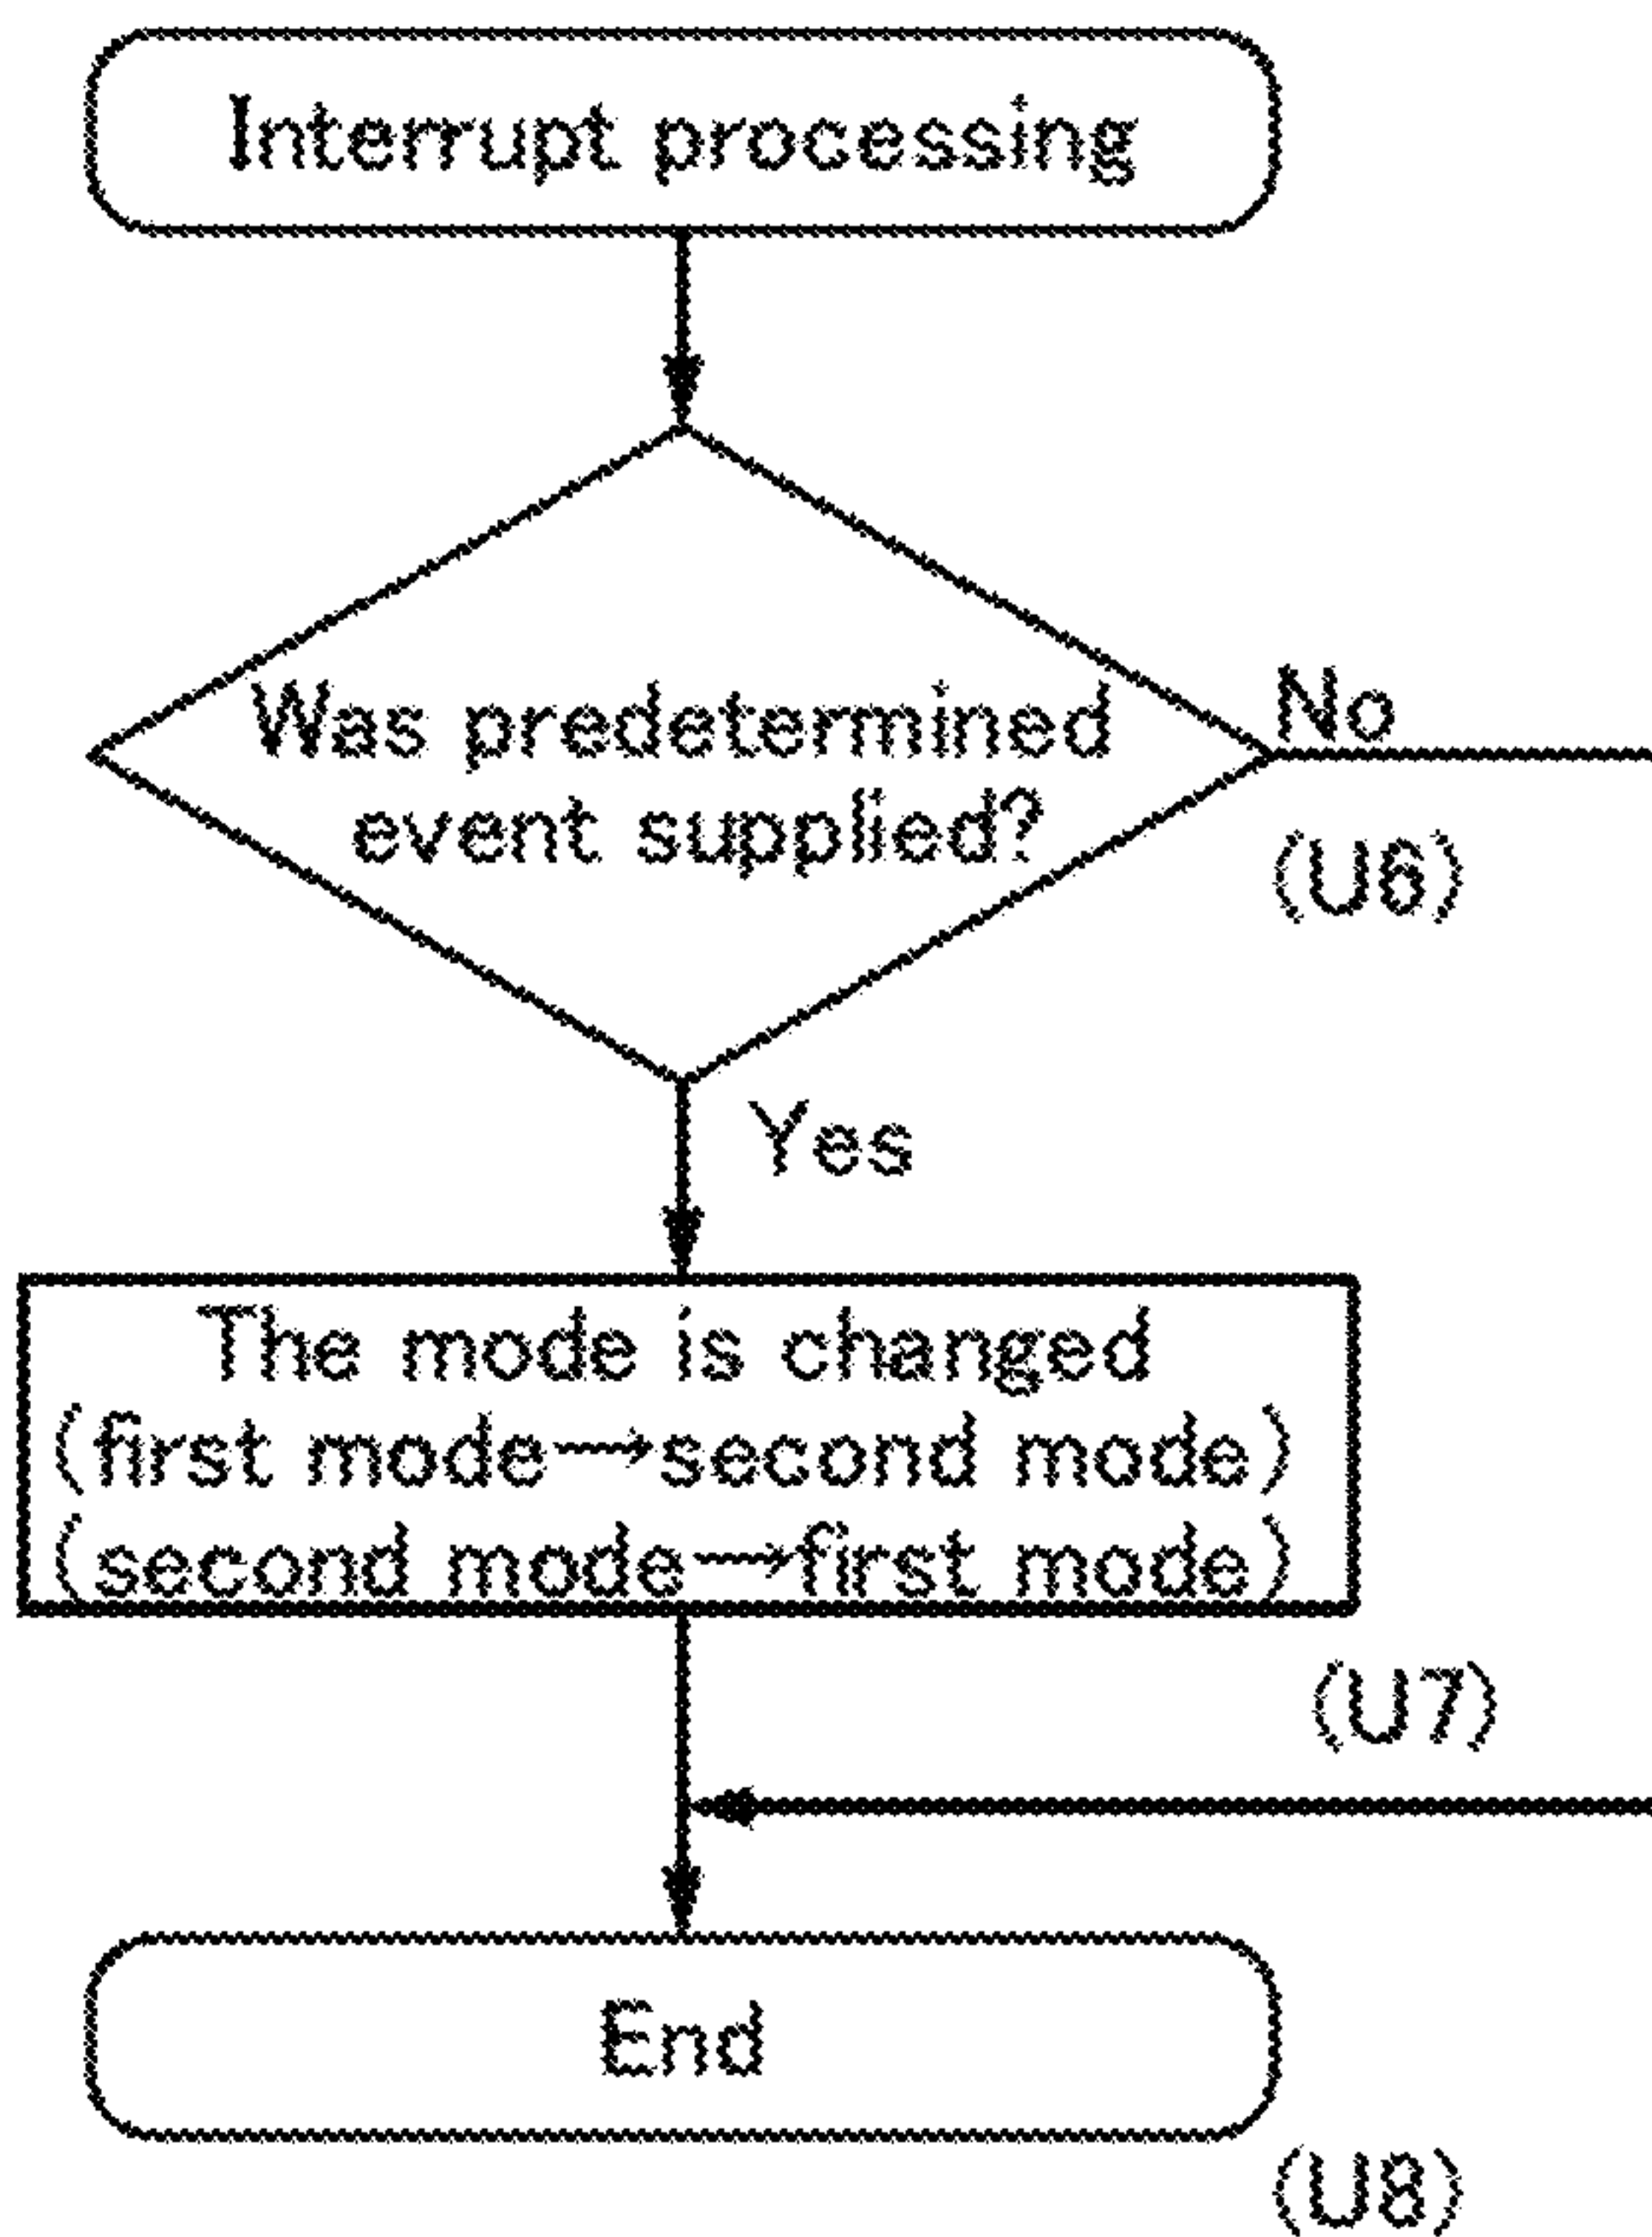 Interrupt processing
Was predetermined
event supplied?
No
(U6)
Yes
The mode is changed
(first mode→second mode)
(second mode→first mode)
(U7)
End
(U8)